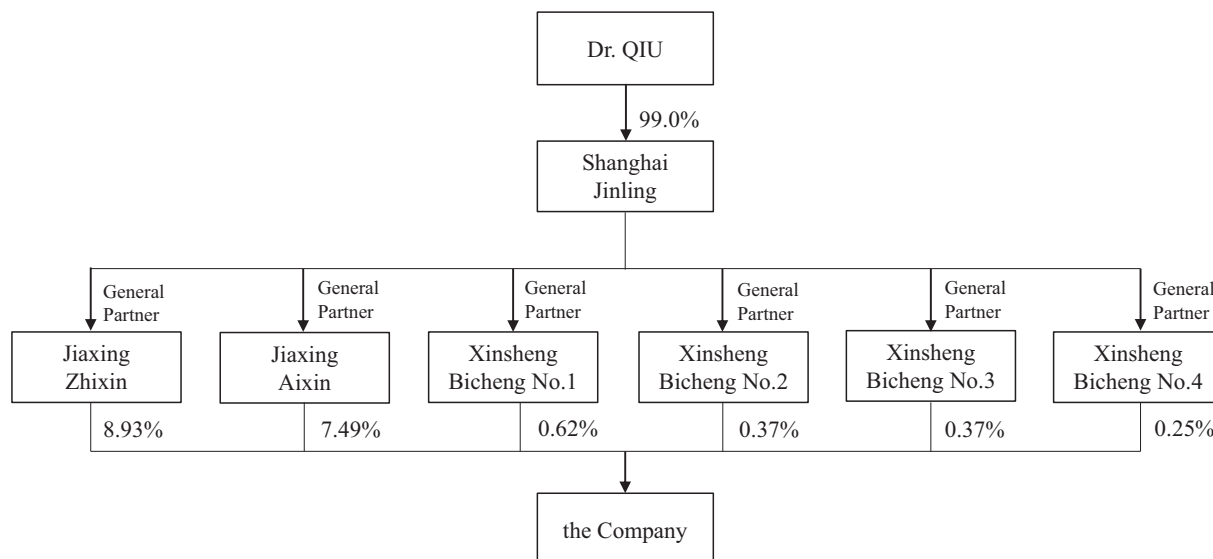 Dr. QIU
99.0%
Shanghai
Jinling
General
Partner
General
Partner
General
Partner
General
Partner
General
Partner
General
Partner
Jiaxing
Zhixin
Jiaxing
Aixin
Xinsheng
Bicheng No.1
Xinsheng
Bicheng No.2
Xinsheng
Bicheng No.3
Xinsheng
Bicheng No.4
8.93%
7.49%
0.62%
0.37%
0.37%
0.25%
the Company